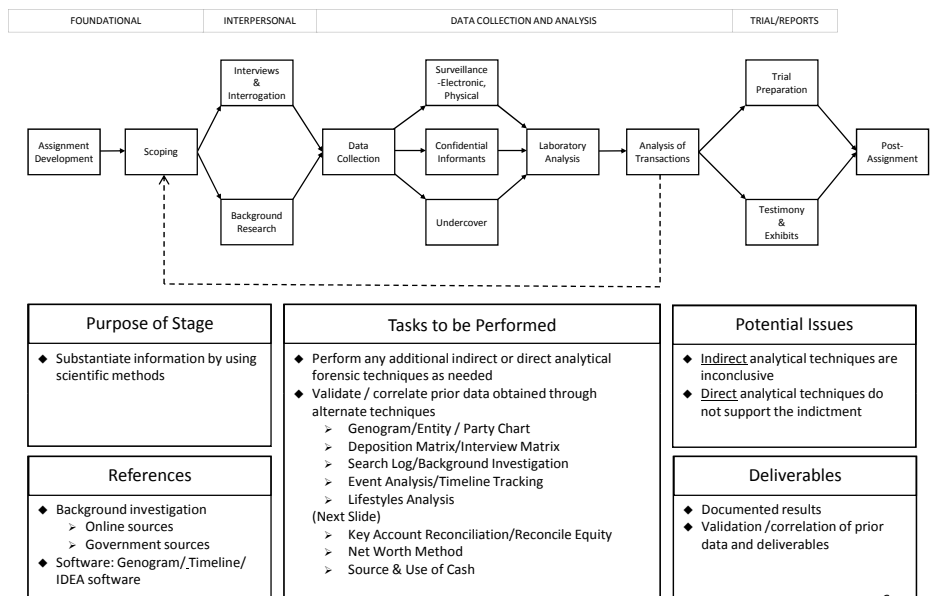 FOUNDATIONAL
INTERPERSONAL
DATA COLLECTION AND ANALYSIS
TRIAL/REPORTS
Assignment
Development
Scoping
Interviews
&
Interrogation
Background
Research
Data
Collection
Surveillance
-Electronic,
Physical
Confidential
Informants
Undercover
Laboratory
Analysis
Analysis of
Transactions
Trial
Preparation
Testimony
&
Exhibits
Post-
Assignment
Purpose of Stage
◆ Substantiate information by using
scientific methods
References
◆ Background investigation
➢ Online sources
➢ Government sources
◆ Software: Genogram/ Timeline/
IDEA software
Tasks to be Performed
◆ Perform any additional indirect or direct analytical
forensic techniques as needed
◆ Validate / correlate prior data obtained through
alternate techniques
➢ Genogram/Entity / Party Chart
➢ Deposition Matrix/Interview Matrix
➢ Search Log/Background Investigation
➢ Event Analysis/Timeline Tracking
➢ Lifestyles Analysis
(Next Slide)
➢ Key Account Reconciliation/Reconcile Equity
➢ Net Worth Method
➢ Source & Use of Cash
Potential Issues
◆ Indirect analytical techniques are
inconclusive
◆ Direct analytical techniques do
not support the indictment
Deliverables
◆ Documented results
◆ Validation /correlation of prior
data and deliverables